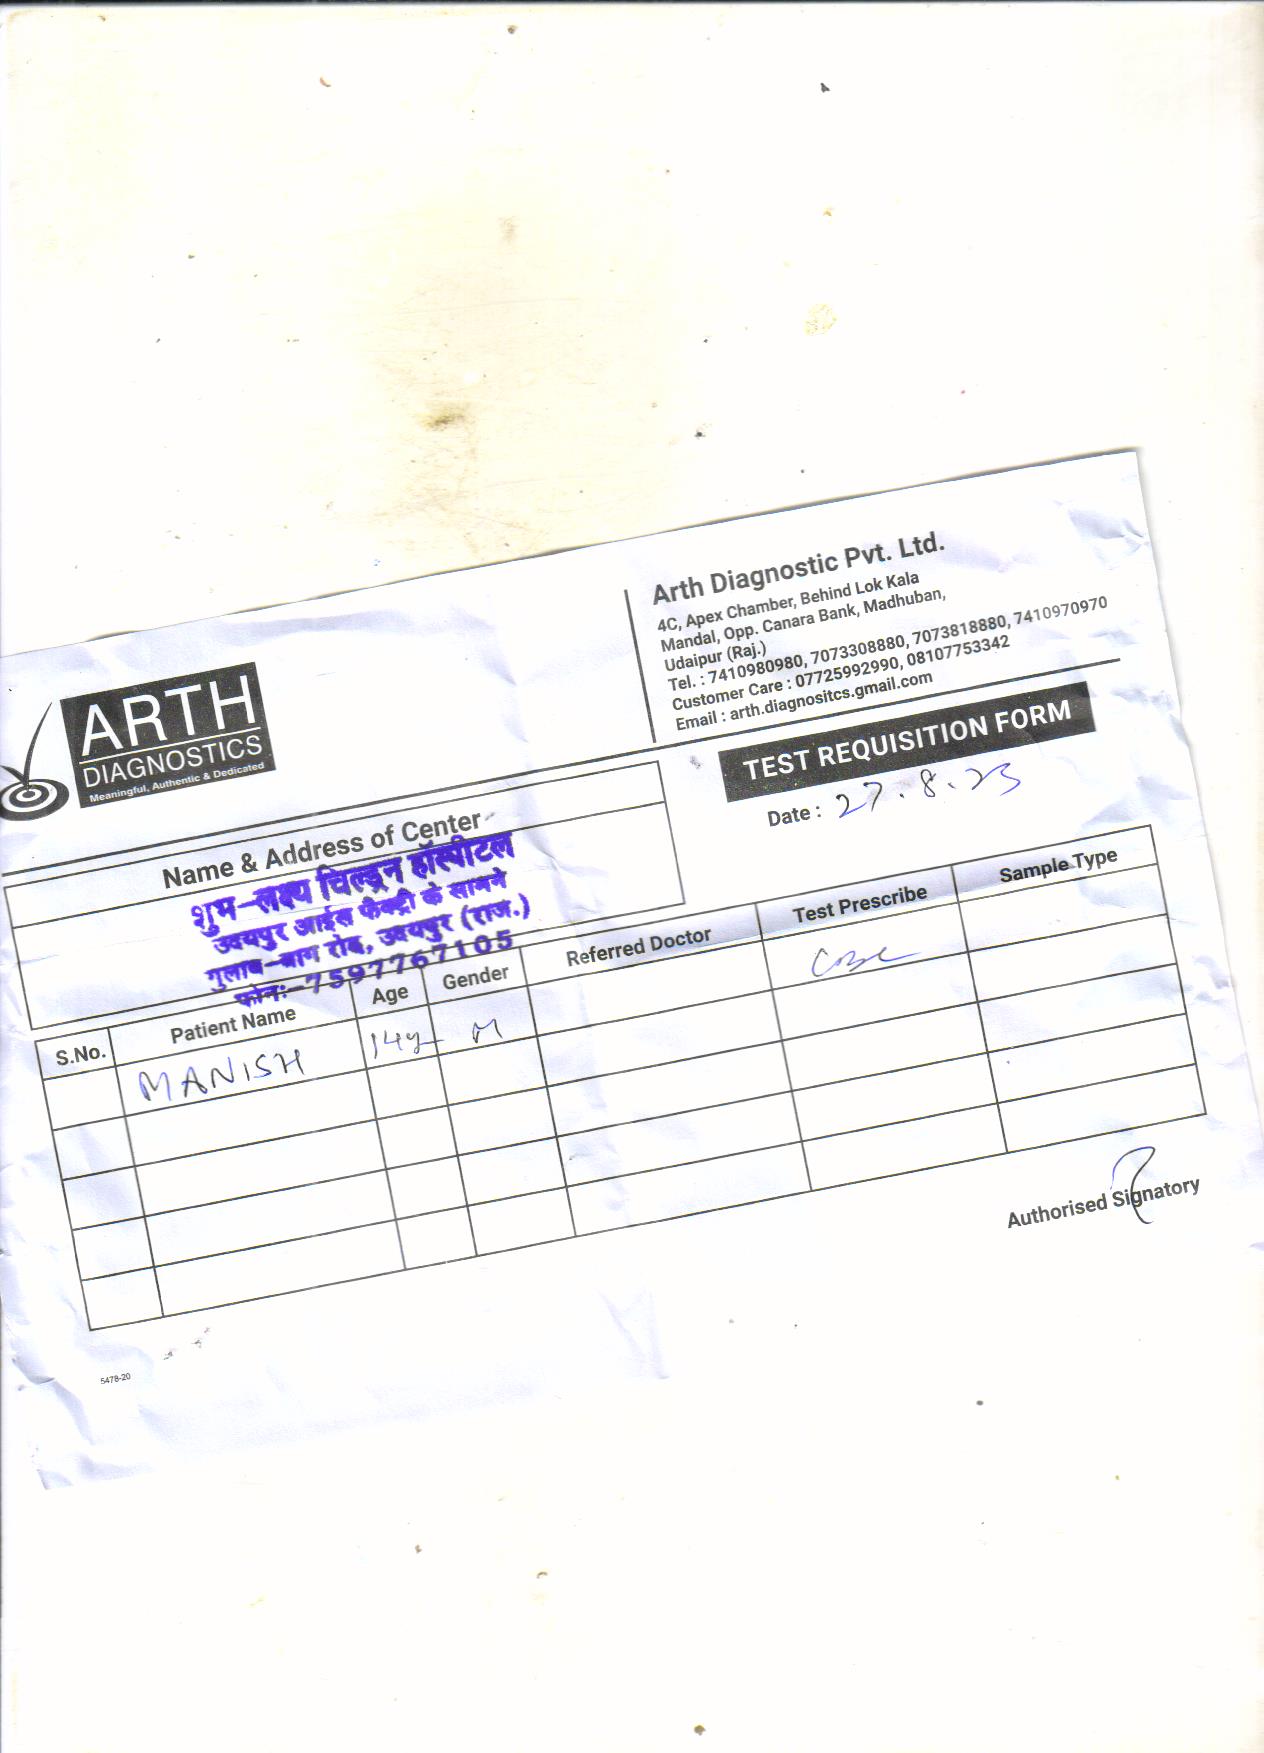 Arth Diagnostic Pvt. Ltd.
4C, Apex Chamber, Behind Lok Kala
Mandal, Opp. Canara Bank, Madhuban,
Udaipur (Raj.)
Tel. : 7410980980, 7073308880, 7073818880, 7410970970
Customer Care : 07725992990, 08107753342
Email : arth.diagnositcs.gmail.com
ARTH
DIAGNOSTICS
Meaningful, Authentic & Dedicated
TEST REQUISITION FORM
Date : 27.8.23
Name & Address of Center
शुभ-लक्ष्य चिल्ड्रन हॉस्पीटल
उदयपुर आईस फैक्ट्री के सामने
गुलाब-बाग रोड, उदयपुर (राज.)
फोनः-7597767105
S.No. Patient Name Age Gender Referred Doctor Test Prescribe Sample Type
MANISH 14y M
Authorised Signatory
5478-20